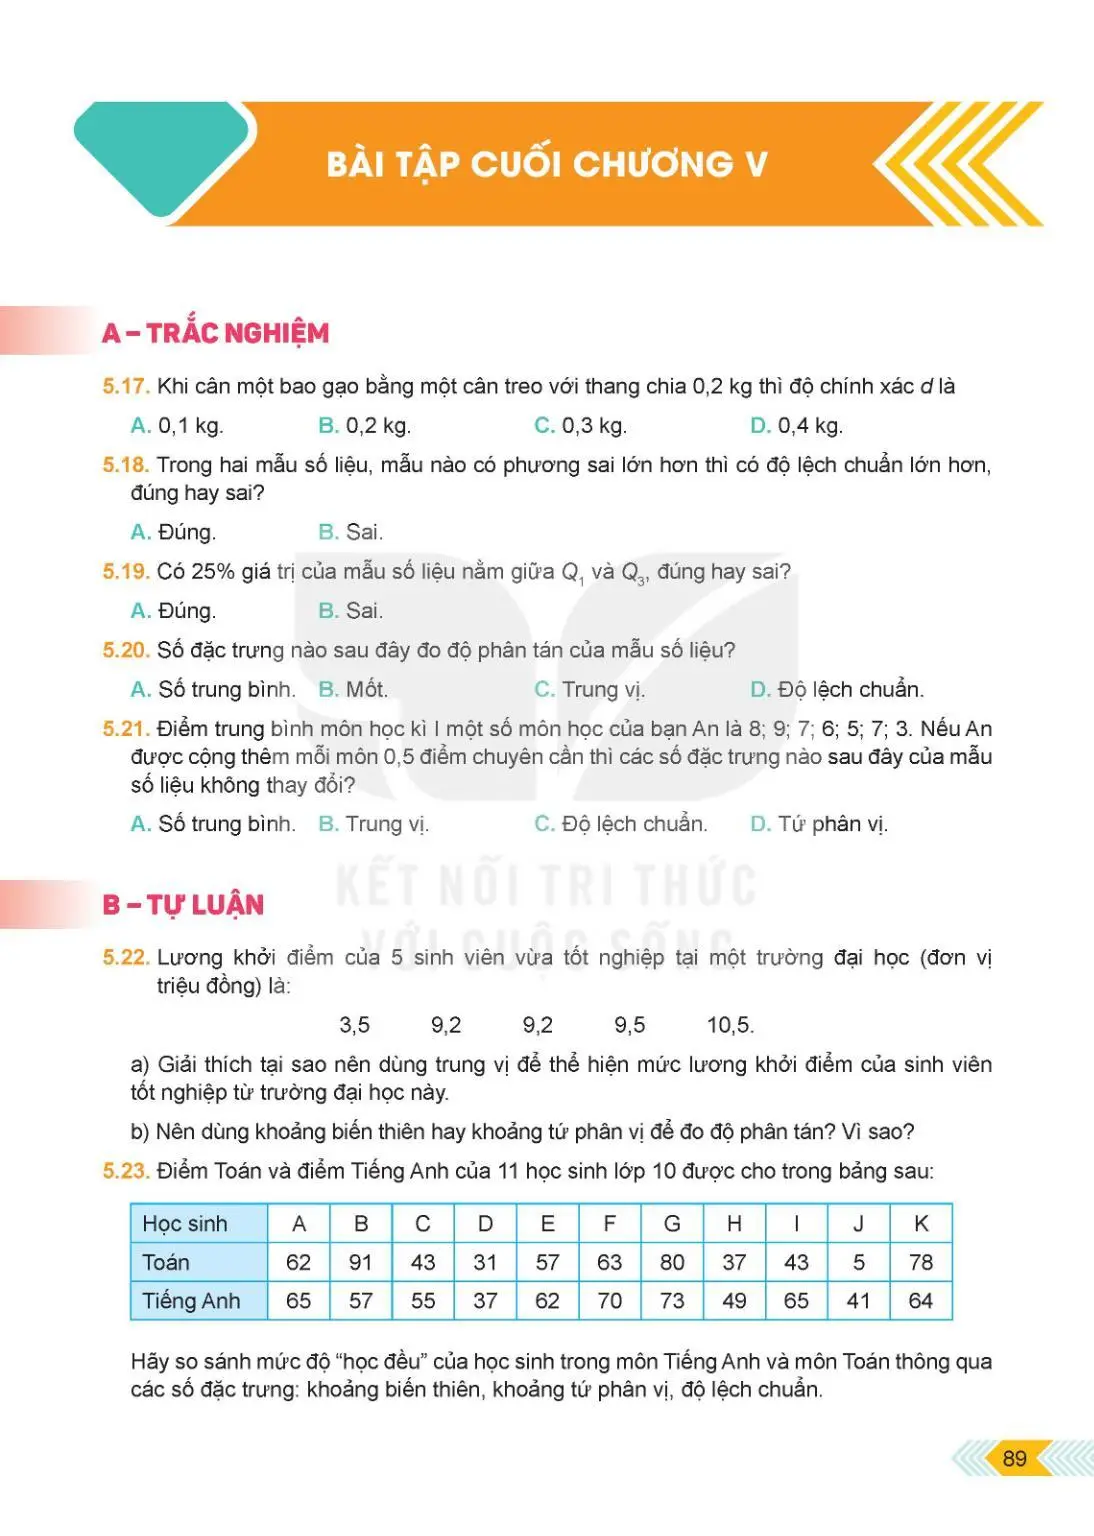 BÀI TẬP CUỐI CHƯƠNG V
A – TRẮC NGHIỆM
5.17. Khi cân một bao gạo bằng một cân treo với thang chia 0,2 kg thì độ chính xác d là
A. 0,1 kg. B. 0,2 kg. C. 0,3 kg. D. 0,4 kg.
5.18. Trong hai mẫu số liệu, mẫu nào có phương sai lớn hơn thì có độ lệch chuẩn lớn hơn,
đúng hay sai?
A. Đúng. B. Sai.
5.19. Có 25% giá trị của mẫu số liệu nằm giữa Q₁ và Q₃, đúng hay sai?
A. Đúng. B. Sai.
5.20. Số đặc trưng nào sau đây đo độ phân tán của mẫu số liệu?
A. Số trung bình. B. Mốt. C. Trung vị. D. Độ lệch chuẩn.
5.21. Điểm trung bình môn học kì I một số môn học của bạn An là 8; 9; 7; 6; 5; 7; 3. Nếu An
được cộng thêm mỗi môn 0,5 điểm chuyên cần thì các số đặc trưng nào sau đây của mẫu
số liệu không thay đổi?
A. Số trung bình. B. Trung vị. C. Độ lệch chuẩn. D. Tứ phân vị.
KẾT NỐI TRI THỨC
B – TỰ LUẬN
VỚI CUỘC SỐNG
5.22. Lương khởi điểm của 5 sinh viên vừa tốt nghiệp tại một trường đại học (đơn vị
triệu đồng) là:
3,5 9,2 9,2 9,5 10,5.
a) Giải thích tại sao nên dùng trung vị để thể hiện mức lương khởi điểm của sinh viên
tốt nghiệp từ trường đại học này.
b) Nên dùng khoảng biến thiên hay khoảng tứ phân vị để đo độ phân tán? Vì sao?
5.23. Điểm Toán và điểm Tiếng Anh của 11 học sinh lớp 10 được cho trong bảng sau:
Học sinh A B C D E F G H I J K
Toán 62 91 43 31 57 63 80 37 43 5 78
Tiếng Anh 65 57 55 37 62 70 73 49 65 41 64
Hãy so sánh mức độ “học đều” của học sinh trong môn Tiếng Anh và môn Toán thông qua
các số đặc trưng: khoảng biến thiên, khoảng tứ phân vị, độ lệch chuẩn.
89